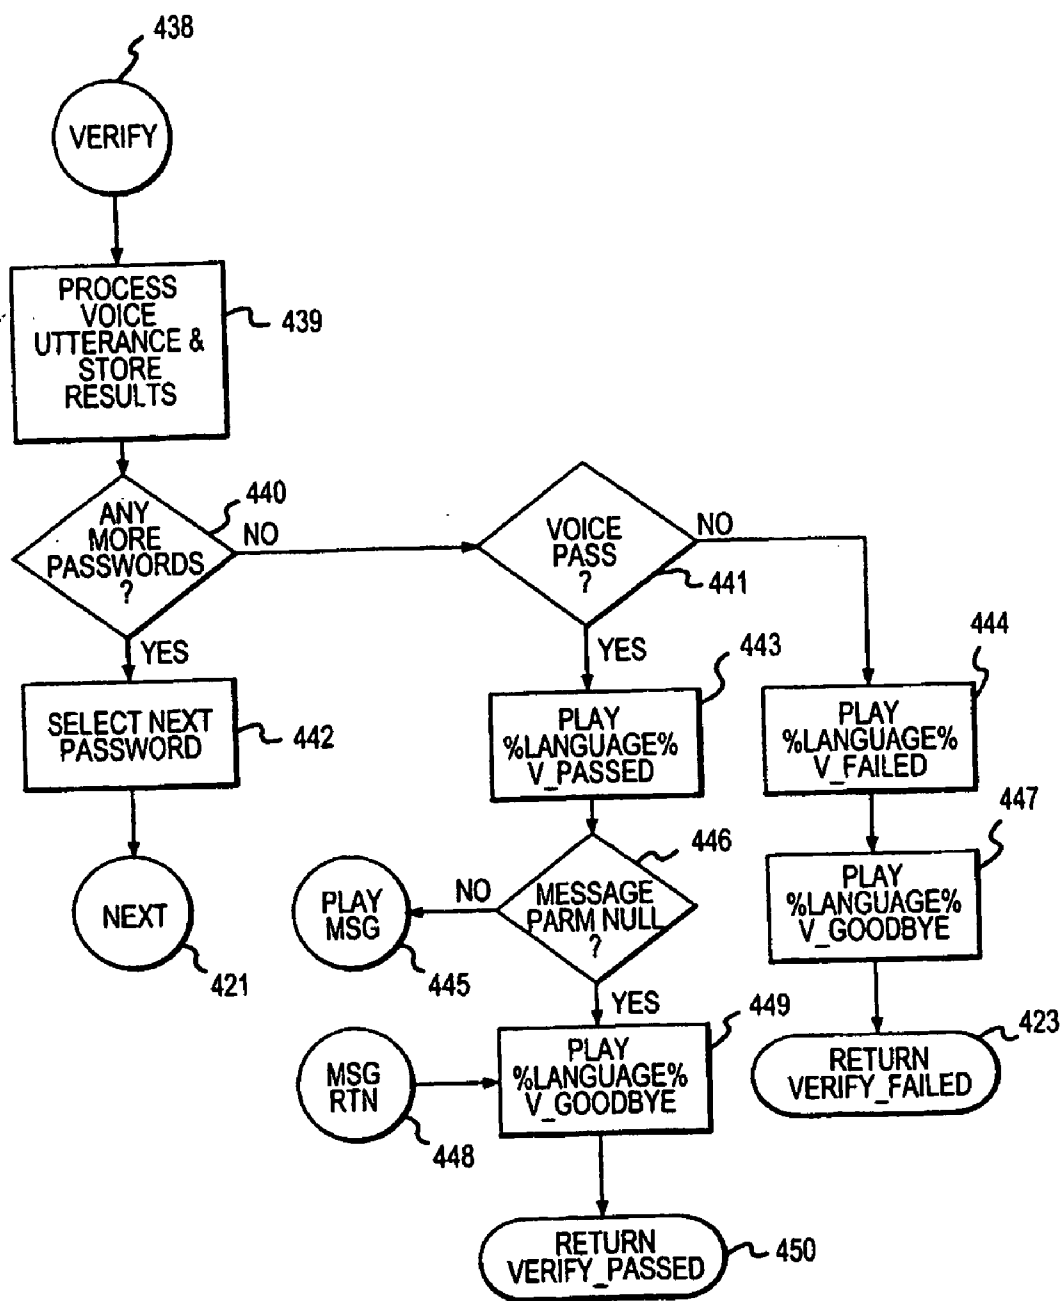 438
VERIFY
PROCESS
VOICE
UTTERANCE &
STORE
RESULTS
439
ANY
MORE
PASSWORDS
?
440
NO
YES
VOICE
PASS
?
441
NO
YES
SELECT NEXT
PASSWORD
442
NEXT
421
443
PLAY
%LANGUAGE%
V_PASSED
444
PLAY
%LANGUAGE%
V_FAILED
446
MESSAGE
PARM NULL
?
NO
YES
PLAY
MSG
445
447
PLAY
%LANGUAGE%
V_GOODBYE
449
PLAY
%LANGUAGE%
V_GOODBYE
MSG
RTN
448
423
RETURN
VERIFY_FAILED
RETURN
VERIFY_PASSED
450